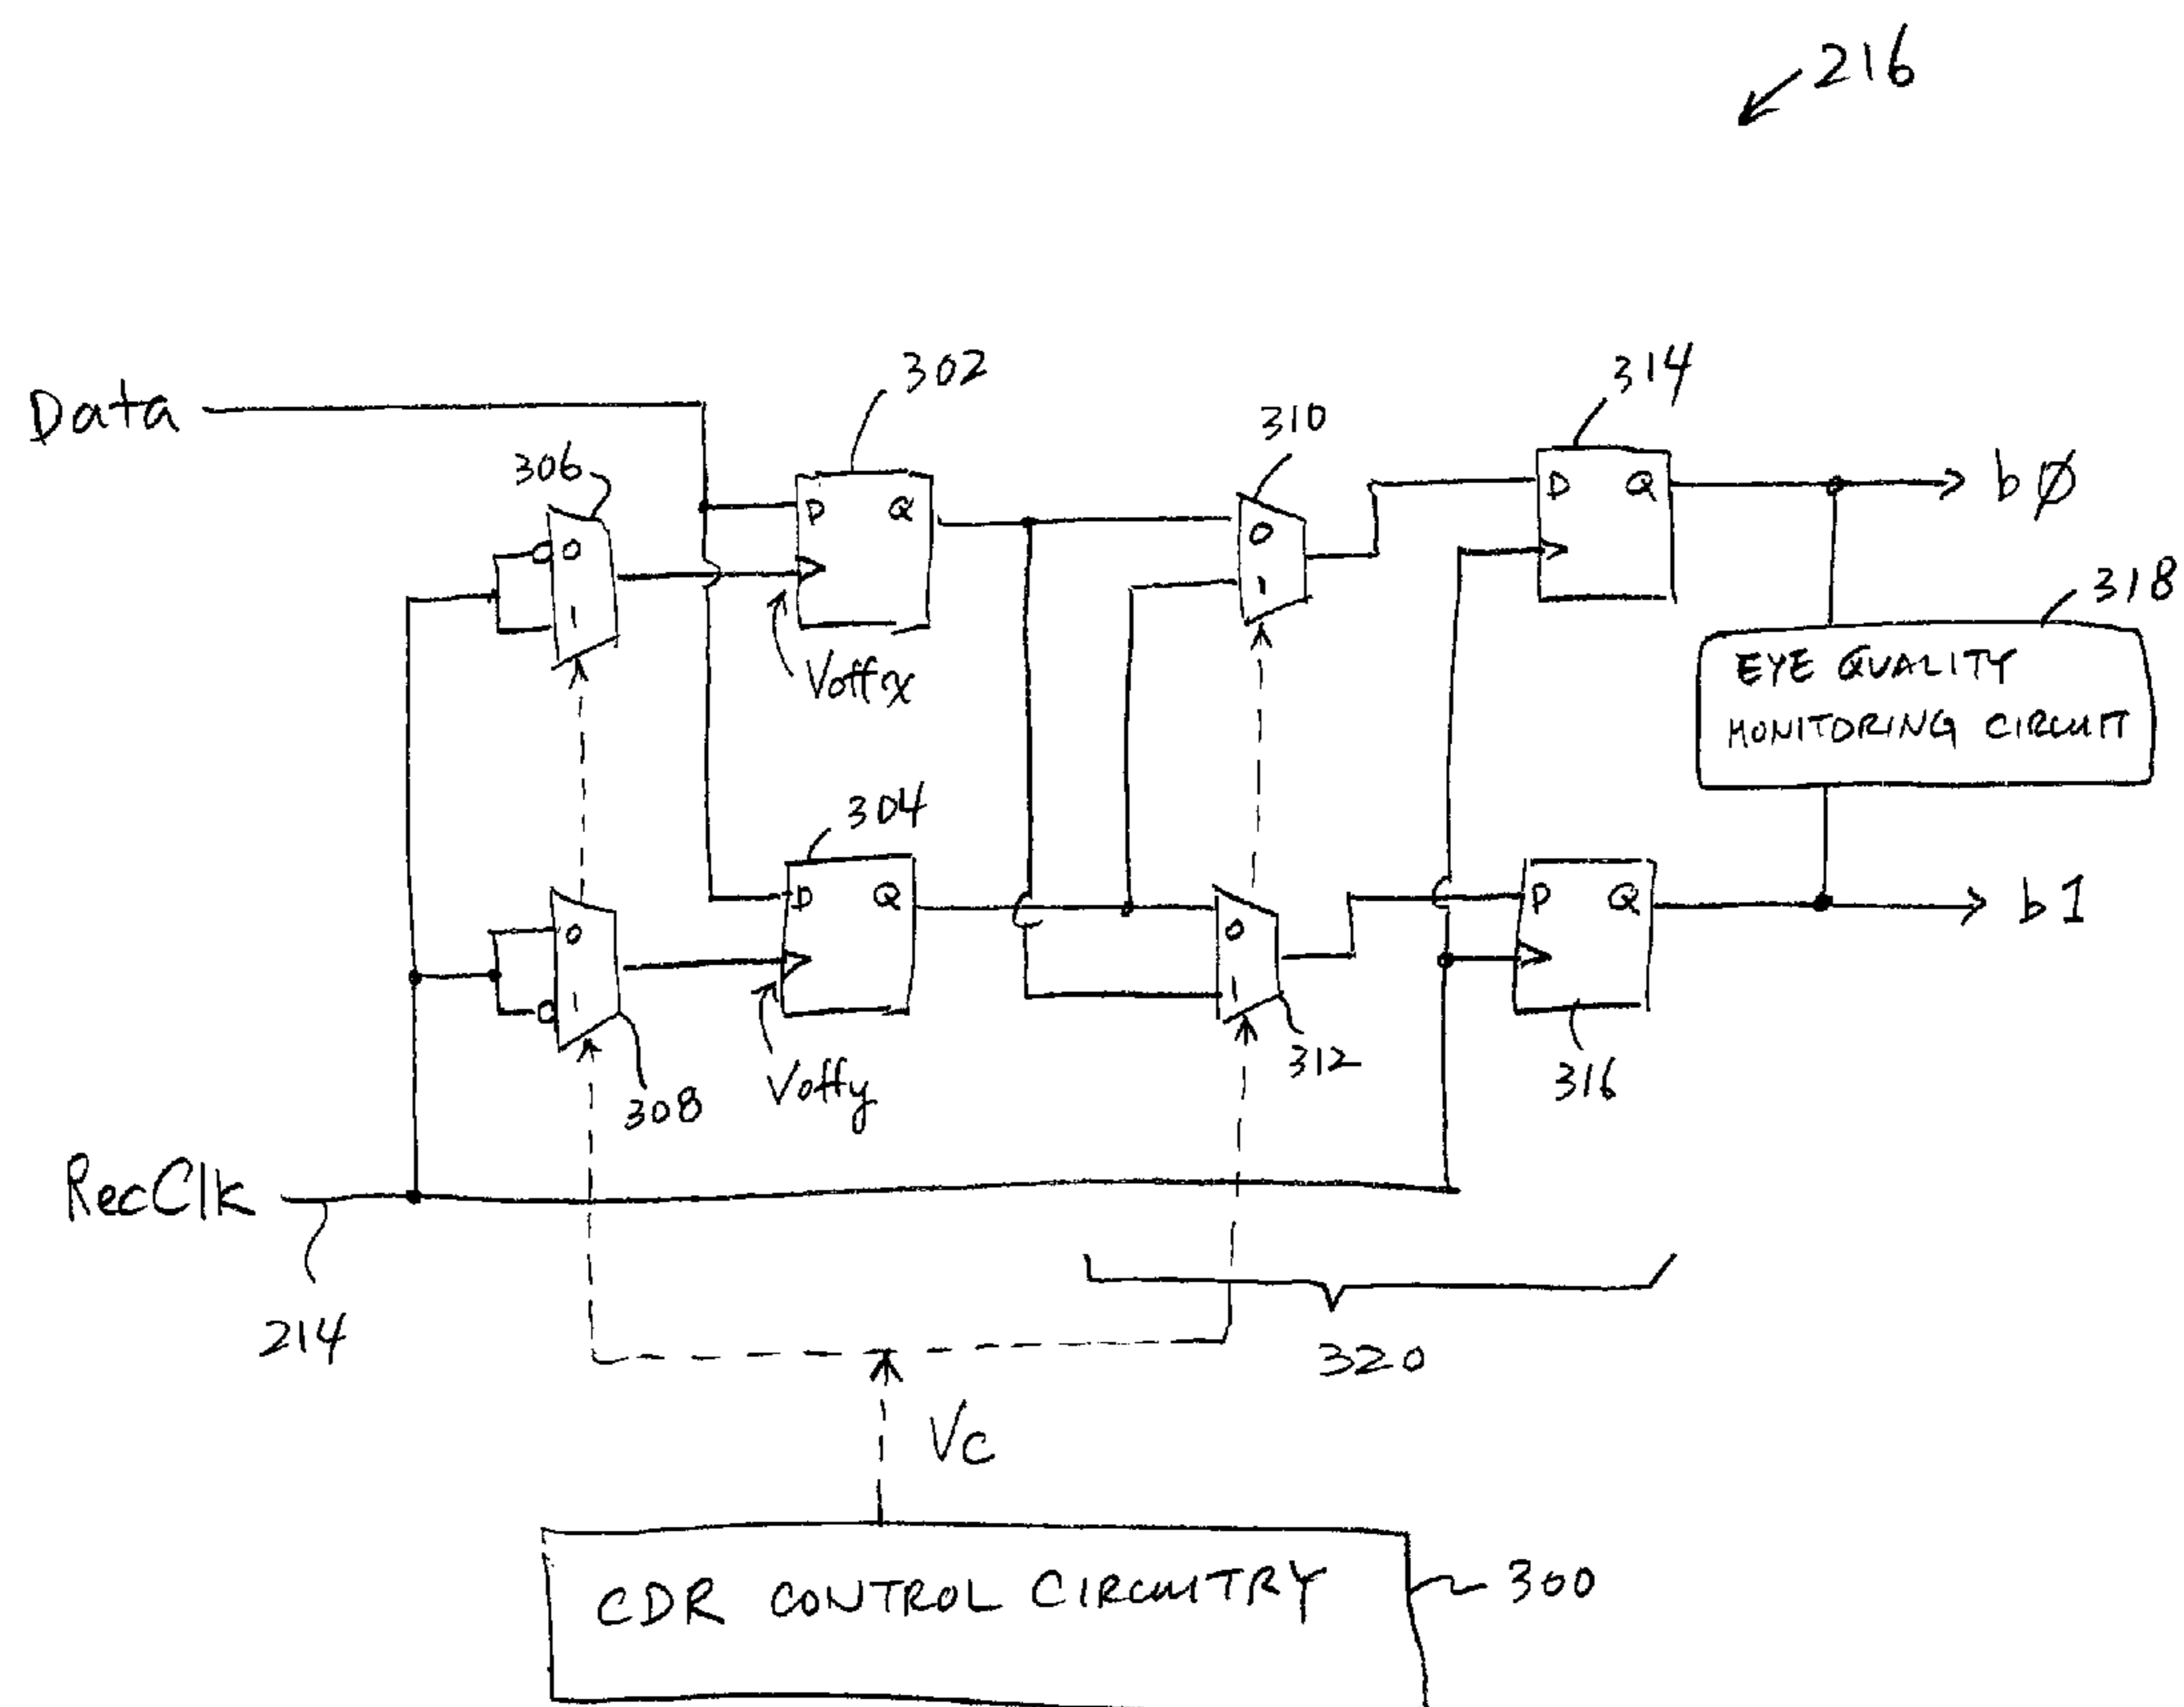 216
302
314
Data
310
306
D Q
0
D Q
b0
0
1
1
318
Voffx
EYE QUALITY
MONITORING CIRCUIT
304
D Q
0
D Q
b1
0
1
1
312
308
Voffy
316
RecClk
214
320
Vc
CDR CONTROL CIRCUITRY
300